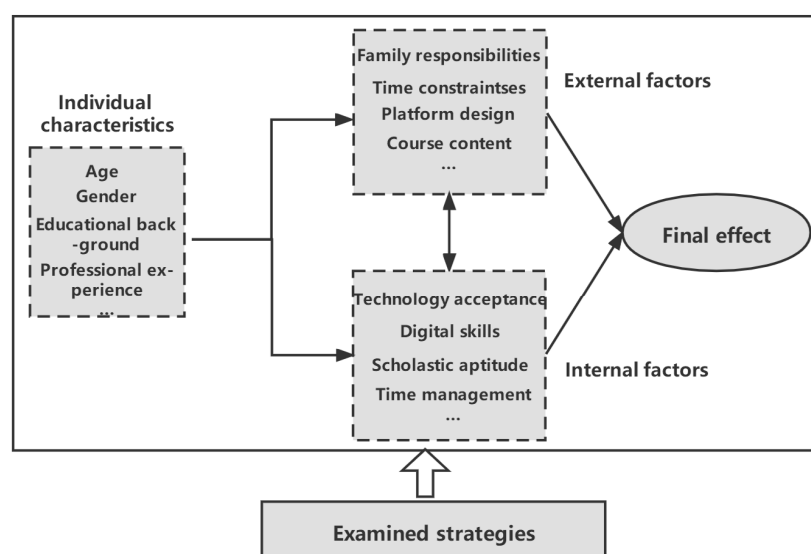 Individual
characteristics
Age
Gender
Educational back
-ground
Professional ex-
perience
...
Family responsibilities
Time constraintses
Platform design
Course content
...
External factors
Technology acceptance
Digital skills
Scholastic aptitude
Time management
...
Internal factors
Final effect
Examined strategies